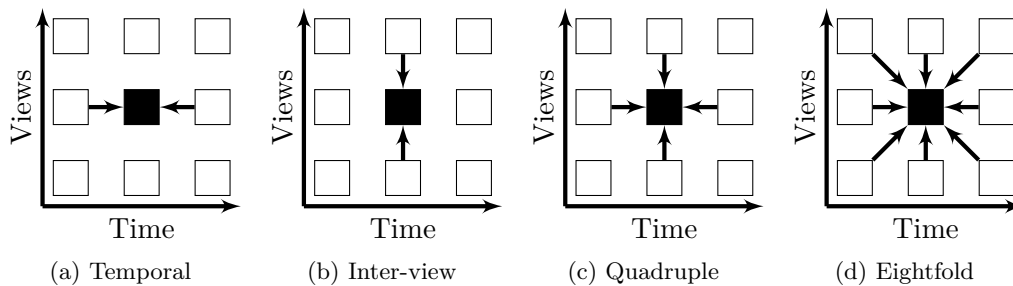 Views
Time
(a) Temporal
Views
Time
(b) Inter-view
Views
Time
(c) Quadruple
Views
Time
(d) Eightfold